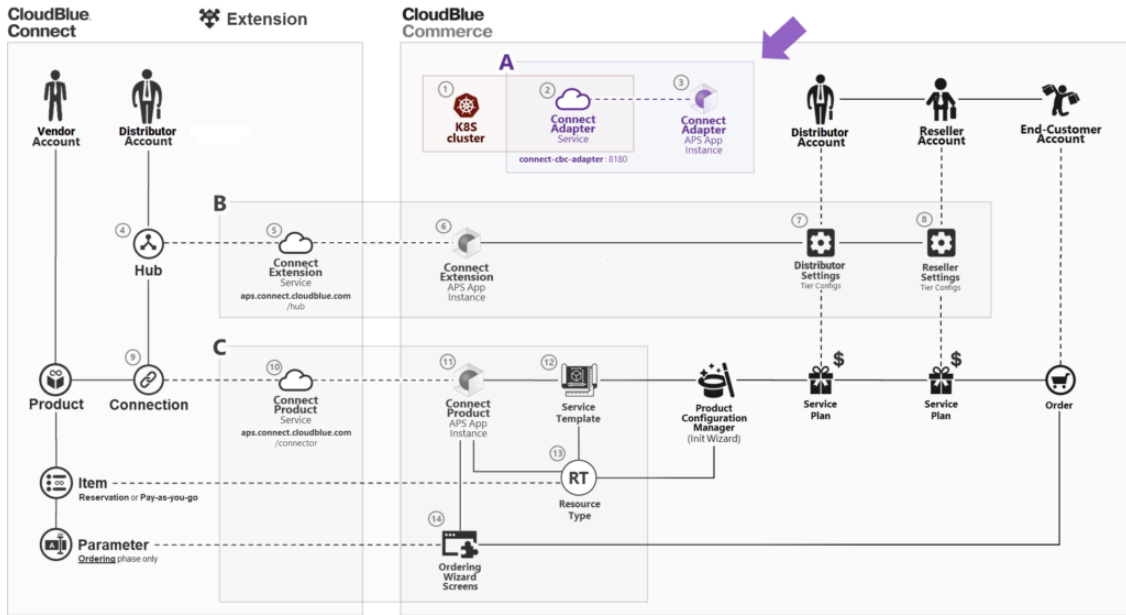 CloudBlue.
Connect
Extension
CloudBlue
Commerce
A
1
K8S
cluster
2
Connect
Adapter
Service
connect-cbc-adapter : 8180
3
Connect
Adapter
APS App
Instance
Vendor
Account
Distributor
Account
Distributor
Account
Reseller
Account
End-Customer
Account
B
4
Hub
5
Connect
Extension
Service
aps.connect.cloudblue.com
/hub
6
Connect
Extension
APS App
Instance
7
Distributor
Settings
Tier Configs
8
Reseller
Settings
Tier Configs
C
Product
9
Connection
10
Connect
Product
Service
aps.connect.cloudblue.com
/connector
11
Connect
Product
APS App
Instance
12
Service
Template
Product
Configuration
Manager
(Init Wizard)
$
Service
Plan
$
Service
Plan
Order
Item
Reservation or Pay-as-you-go
13
RT
Resource
Type
A
Parameter
Ordering phase only
14
Ordering
Wizard
Screens